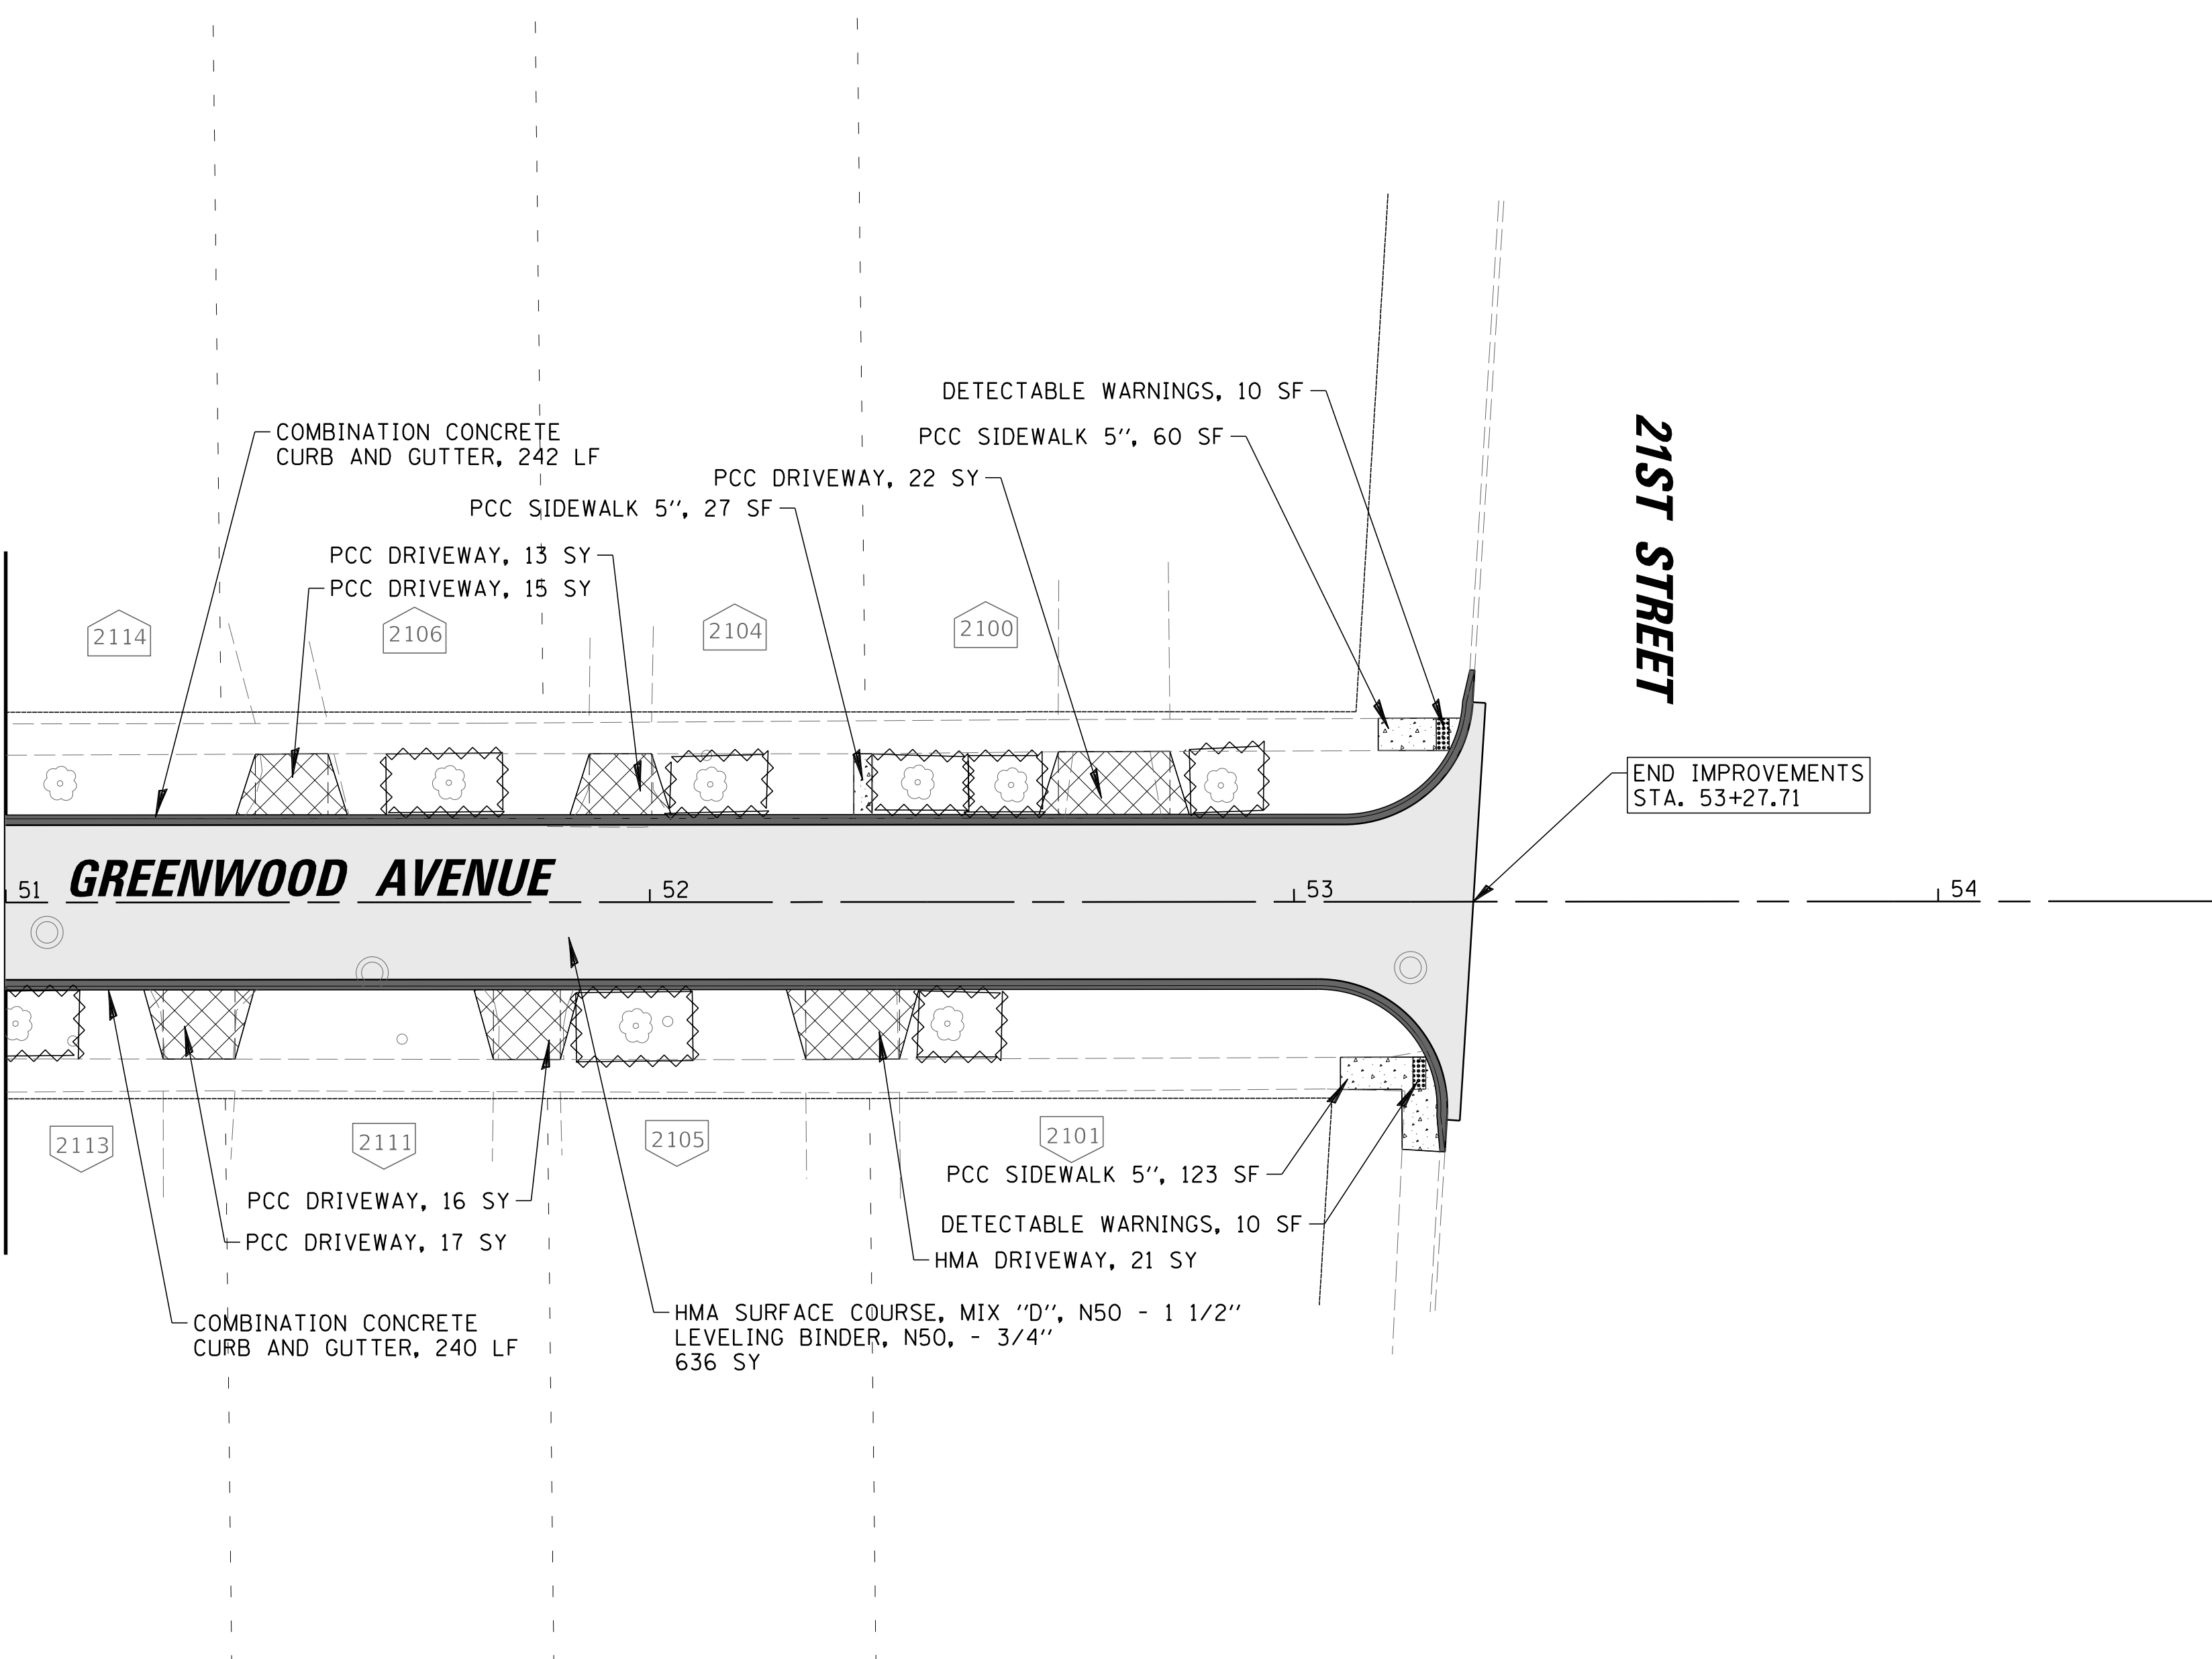 DETECTABLE WARNINGS, 10 SF
COMBINATION CONCRETE
CURB AND GUTTER, 242 LF
PCC SIDEWALK 5'', 60 SF
PCC DRIVEWAY, 22 SY
PCC SIDEWALK 5'', 27 SF
PCC DRIVEWAY, 13 SY
PCC DRIVEWAY, 15 SY
21ST STREET
2114
2106
2104
2100
END IMPROVEMENTS
STA. 53+27.71
GREENWOOD AVENUE
51
52
53
54
2113
2111
2105
2101
PCC SIDEWALK 5'', 123 SF
PCC DRIVEWAY, 16 SY
DETECTABLE WARNINGS, 10 SF
PCC DRIVEWAY, 17 SY
HMA DRIVEWAY, 21 SY
COMBINATION CONCRETE
CURB AND GUTTER, 240 LF
HMA SURFACE COURSE, MIX ''D'', N50 - 1 1/2''
LEVELING BINDER, N50, - 3/4''
636 SY